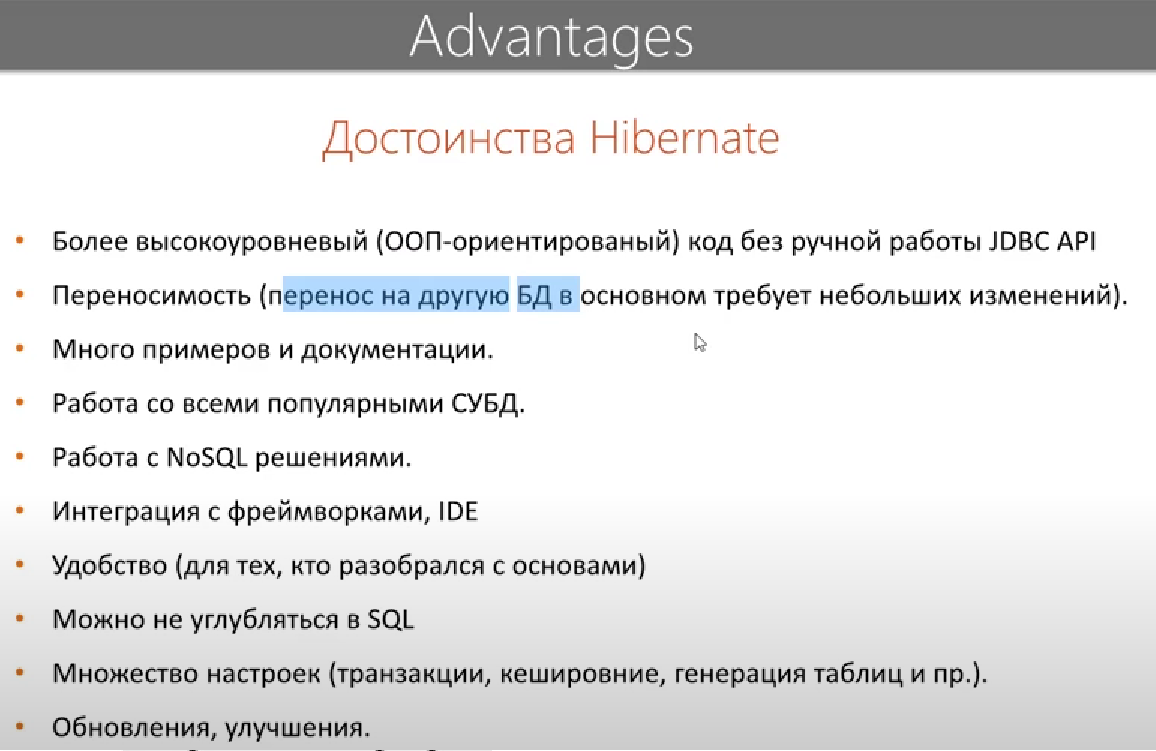 Advantages
Достоинства Hibernate
• Более высокоуровневый (ООП-ориентированый) код без ручной работы JDBC API
• Переносимость (перенос на другую БД в основном требует небольших изменений).
• Много примеров и документации.
• Работа со всеми популярными СУБД.
• Работа с NoSQL решениями.
• Интеграция с фреймворками, IDE
• Удобство (для тех, кто разобрался с основами)
• Можно не углубляться в SQL
• Множество настроек (транзакции, кешировние, генерация таблиц и пр.).
• Обновления, улучшения.